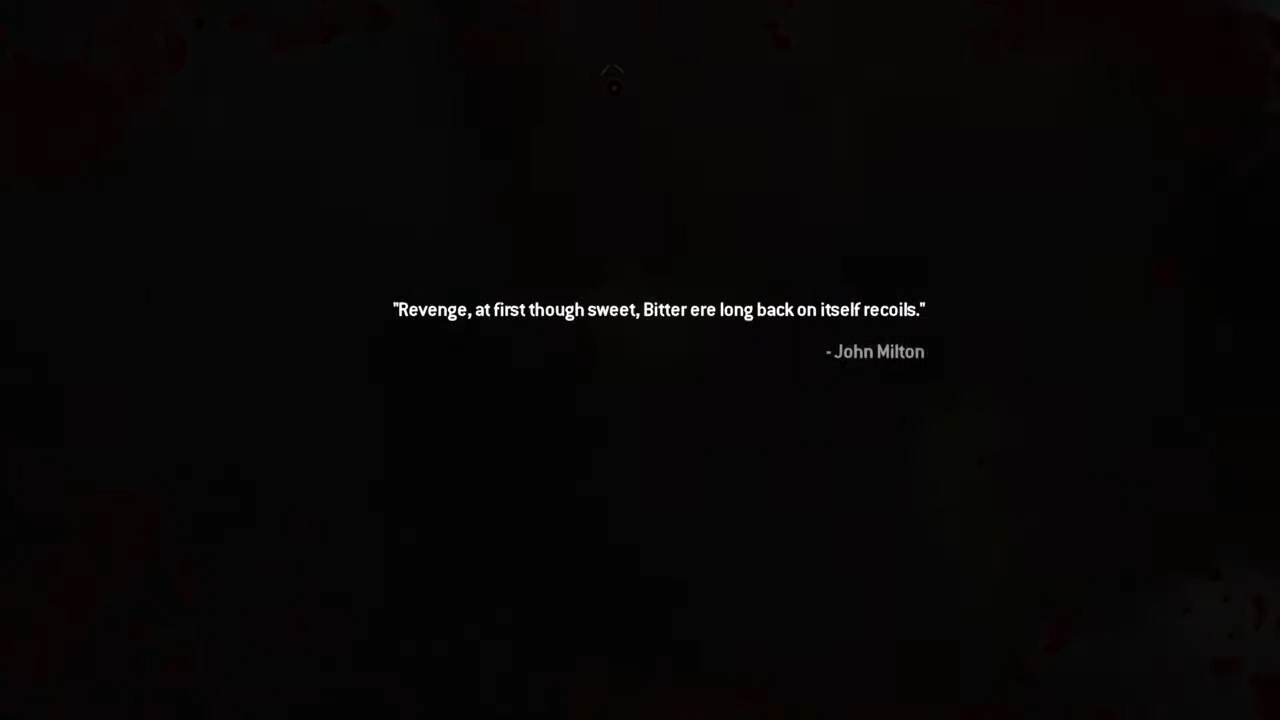 "Revenge, at first though sweet, Bitter ere long back on itself recoils."
- John Milton